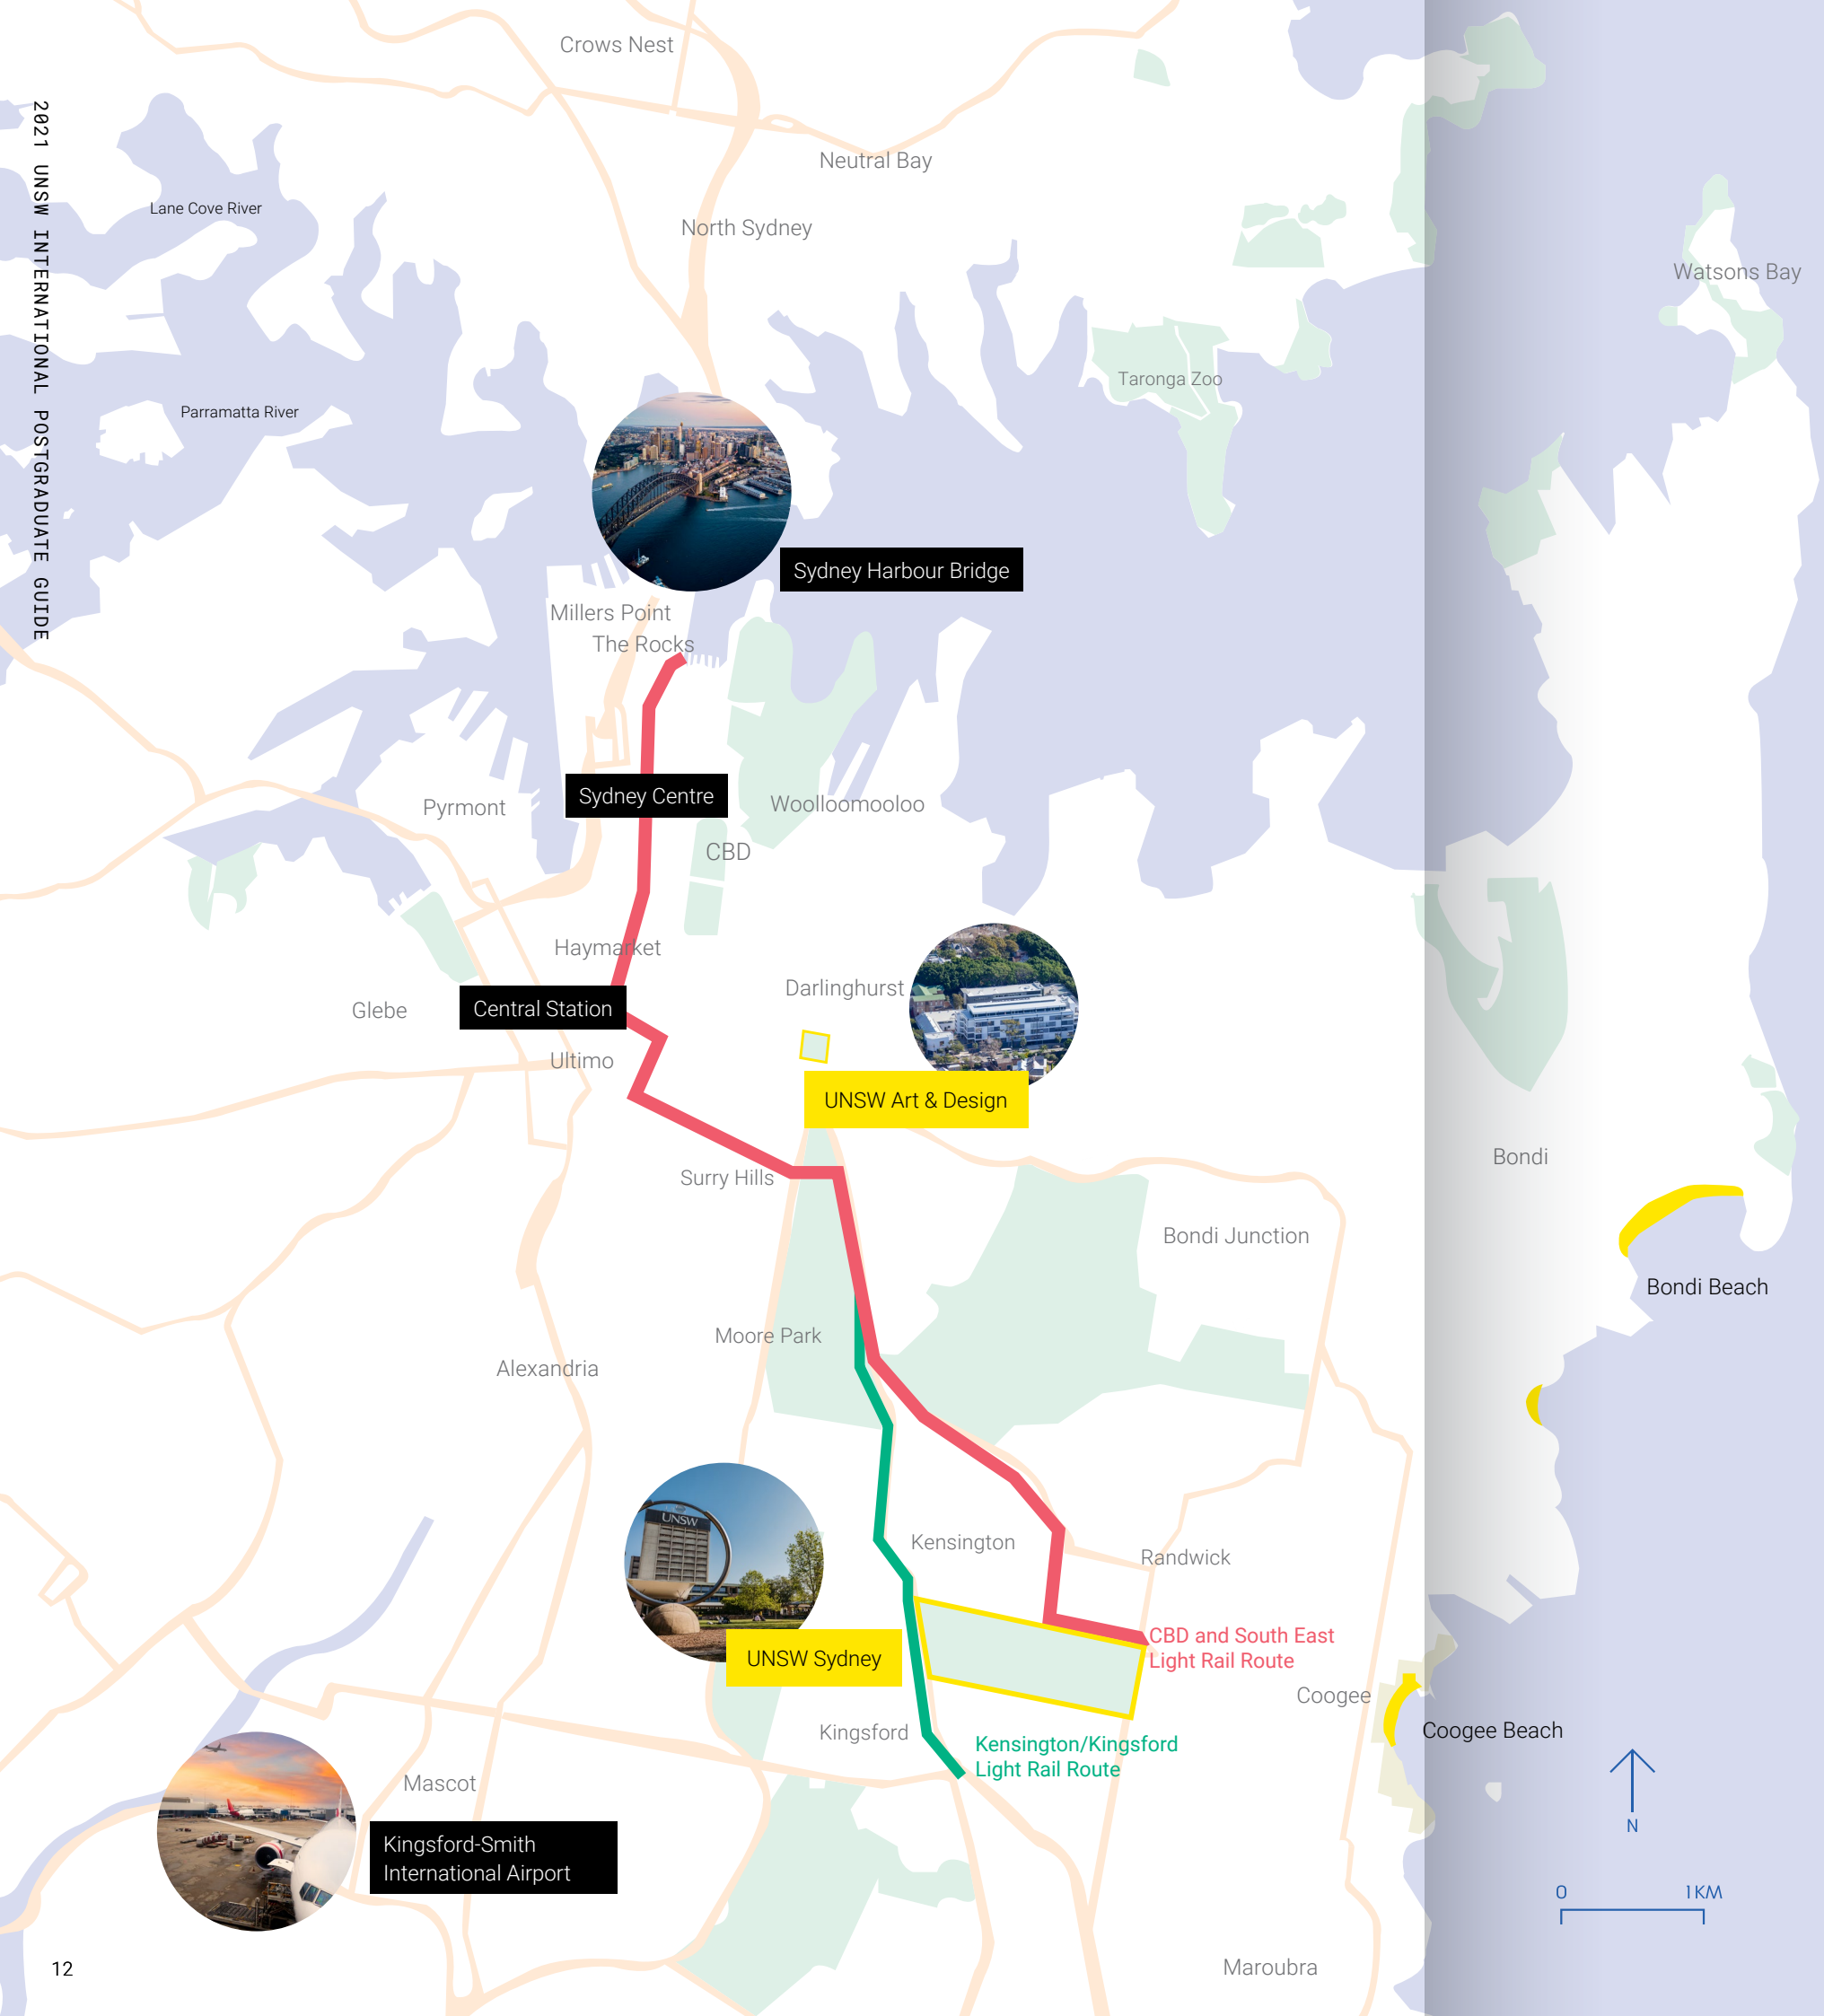 2021 UNSW INTERNATIONAL POSTGRADUATE GUIDE
Crows Nest
Neutral Bay
Lane Cove River
North Sydney
Watsons Bay
Taronga Zoo
Parramatta River
Sydney Harbour Bridge
Millers Point
The Rocks
Sydney Centre
Pyrmont
Woolloomooloo
CBD
Haymarket
Darlinghurst
Glebe
Central Station
Ultimo
UNSW Art & Design
Surry Hills
Bondi
Bondi Junction
Bondi Beach
Moore Park
Alexandria
UNSW
Kensington
Randwick
CBD and South East
Light Rail Route
UNSW Sydney
Coogee
Coogee Beach
Kingsford
Kensington/Kingsford
Light Rail Route
Mascot
N
Kingsford-Smith
International Airport
0 1KM
Maroubra
12